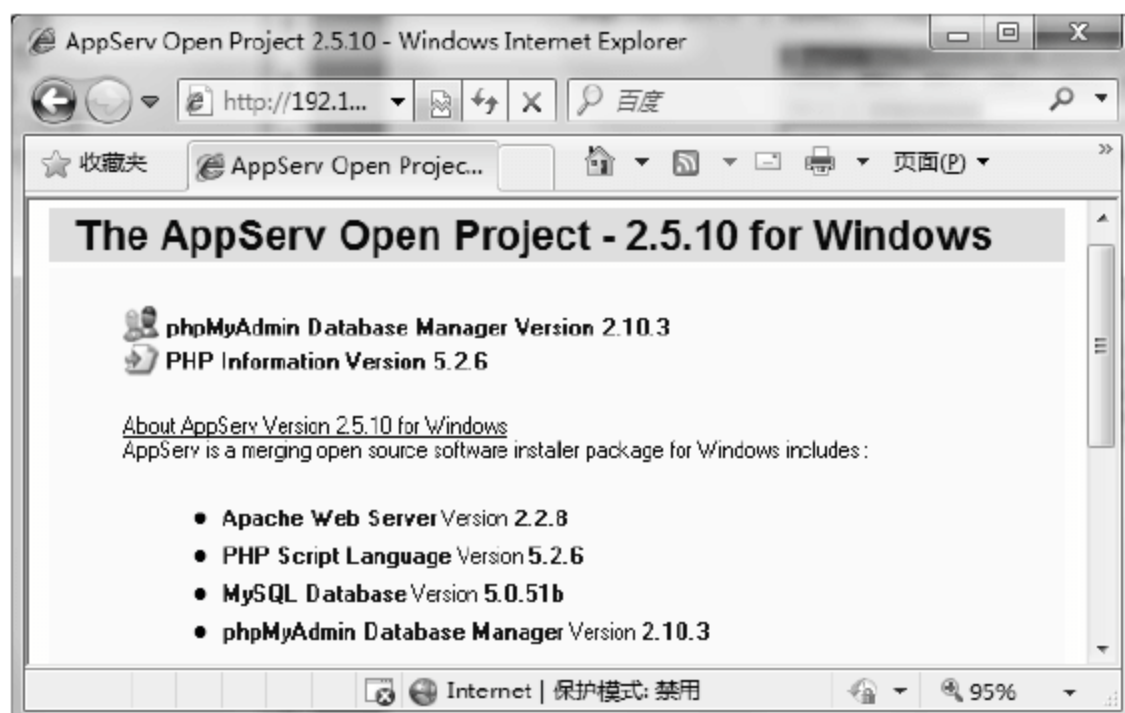 AppServ Open Project 2.5.10 - Windows Internet Explorer
http://192.1... 百度
收藏夹 AppServ Open Projec... 页面(P)
The AppServ Open Project - 2.5.10 for Windows
phpMyAdmin Database Manager Version 2.10.3
PHP Information Version 5.2.6
About AppServ Version 2.5.10 for Windows
AppServ is a merging open source software installer package for Windows includes :
Apache Web Server Version 2.2.8
PHP Script Language Version 5.2.6
MySQL Database Version 5.0.51b
phpMyAdmin Database Manager Version 2.10.3
Internet | 保护模式: 禁用 95%